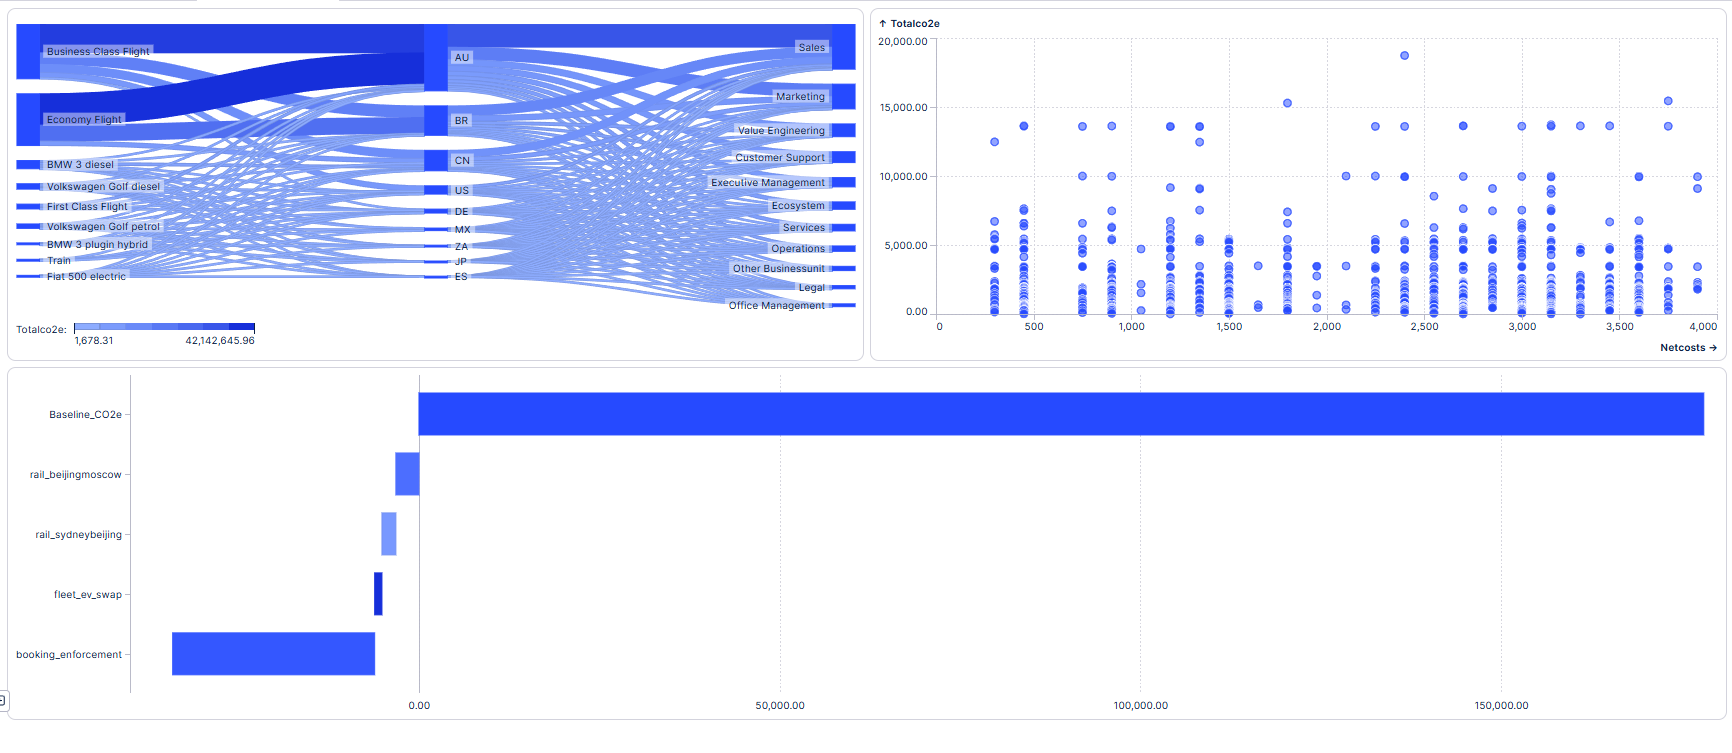 Business Class Flight
Economy Flight
BMW 3 diesel
Volkswagen Golf diesel
First Class Flight
Volkswagen Golf petrol
BMW 3 plugin hybrid
Train
Fiat 500 electric
AU
BR
CN
US
DE
MX
ZA
JP
ES
Sales
Marketing
Value Engineering
Customer Support
Executive Management
Ecosystem
Services
Operations
Other Businessunit
Legal
Office Management
Totalco2e:
1,678.31 42,142,645.96
↑ Totalco2e
20,000.00
15,000.00
10,000.00
5,000.00
0.00
0 500 1,000 1,500 2,000 2,500 3,000 3,500 4,000
Netcosts →
Baseline_CO2e
rail_beijingmoscow
rail_sydneybeijing
fleet_ev_swap
booking_enforcement
0.00 50,000.00 100,000.00 150,000.00